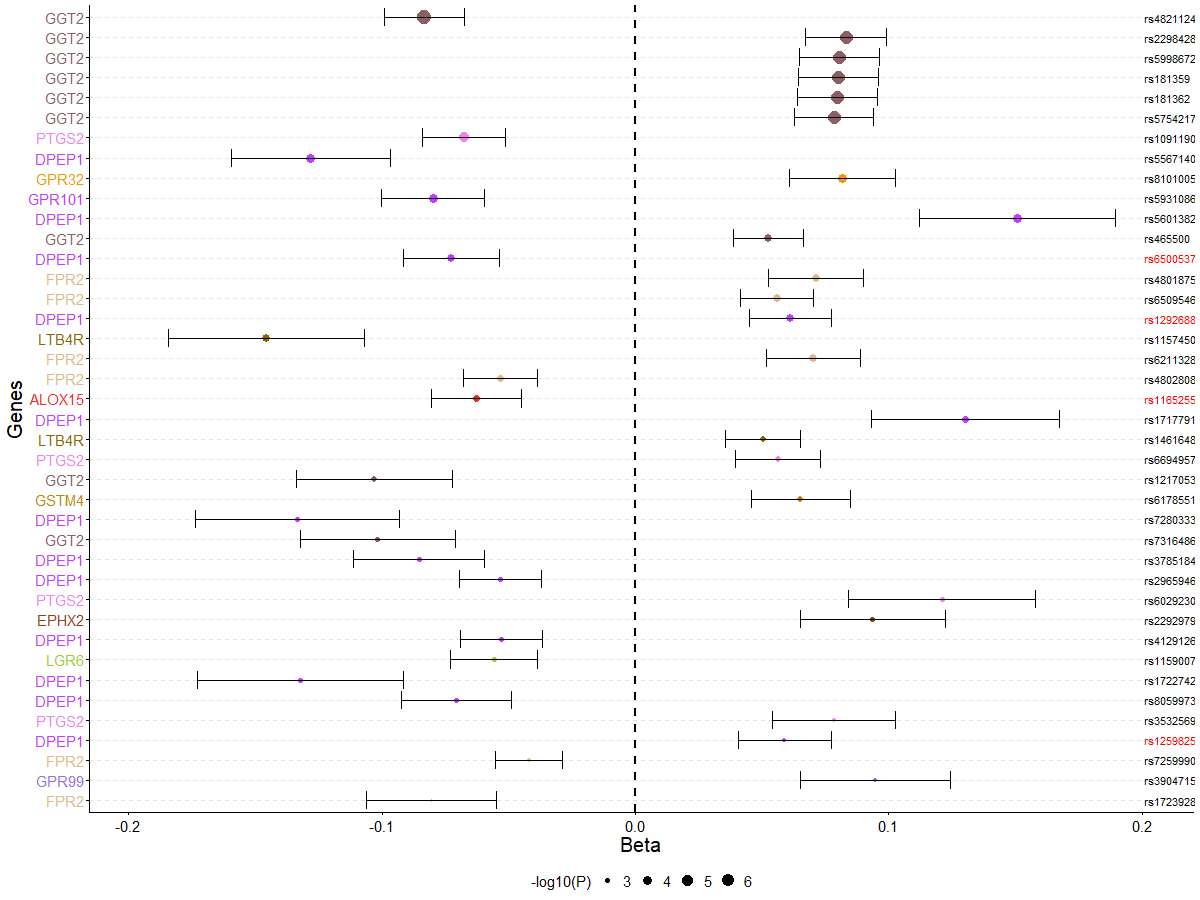 GGT2 rs4821124
GGT2 rs2298428
GGT2 rs5998672
GGT2 rs181359
GGT2 rs181362
GGT2 rs5754217
PTGS2 rs1091190
DPEP1 rs5567140
GPR32 rs8101005
GPR101 rs5931086
DPEP1 rs5601382
GGT2 rs465500
DPEP1 rs6500537
FPR2 rs4801875
FPR2 rs6509546
DPEP1 rs1292688
LTB4R rs1157450
FPR2 rs6211328
FPR2 rs4802808
ALOX15 rs1165255
DPEP1 rs1717791
LTB4R rs1461648
PTGS2 rs6694957
GGT2 rs1217053
GSTM4 rs6178551
DPEP1 rs7280333
GGT2 rs7316486
DPEP1 rs3785184
DPEP1 rs2965946
PTGS2 rs6029230
EPHX2 rs2292979
DPEP1 rs4129126
LGR6 rs1159007
DPEP1 rs1722742
DPEP1 rs8059973
PTGS2 rs3532569
DPEP1 rs1259825
FPR2 rs7259990
GPR99 rs3904715
FPR2 rs1723928
Genes
-0.2 -0.1 0.0 0.1 0.2
Beta
-log10(P) 3 4 5 6